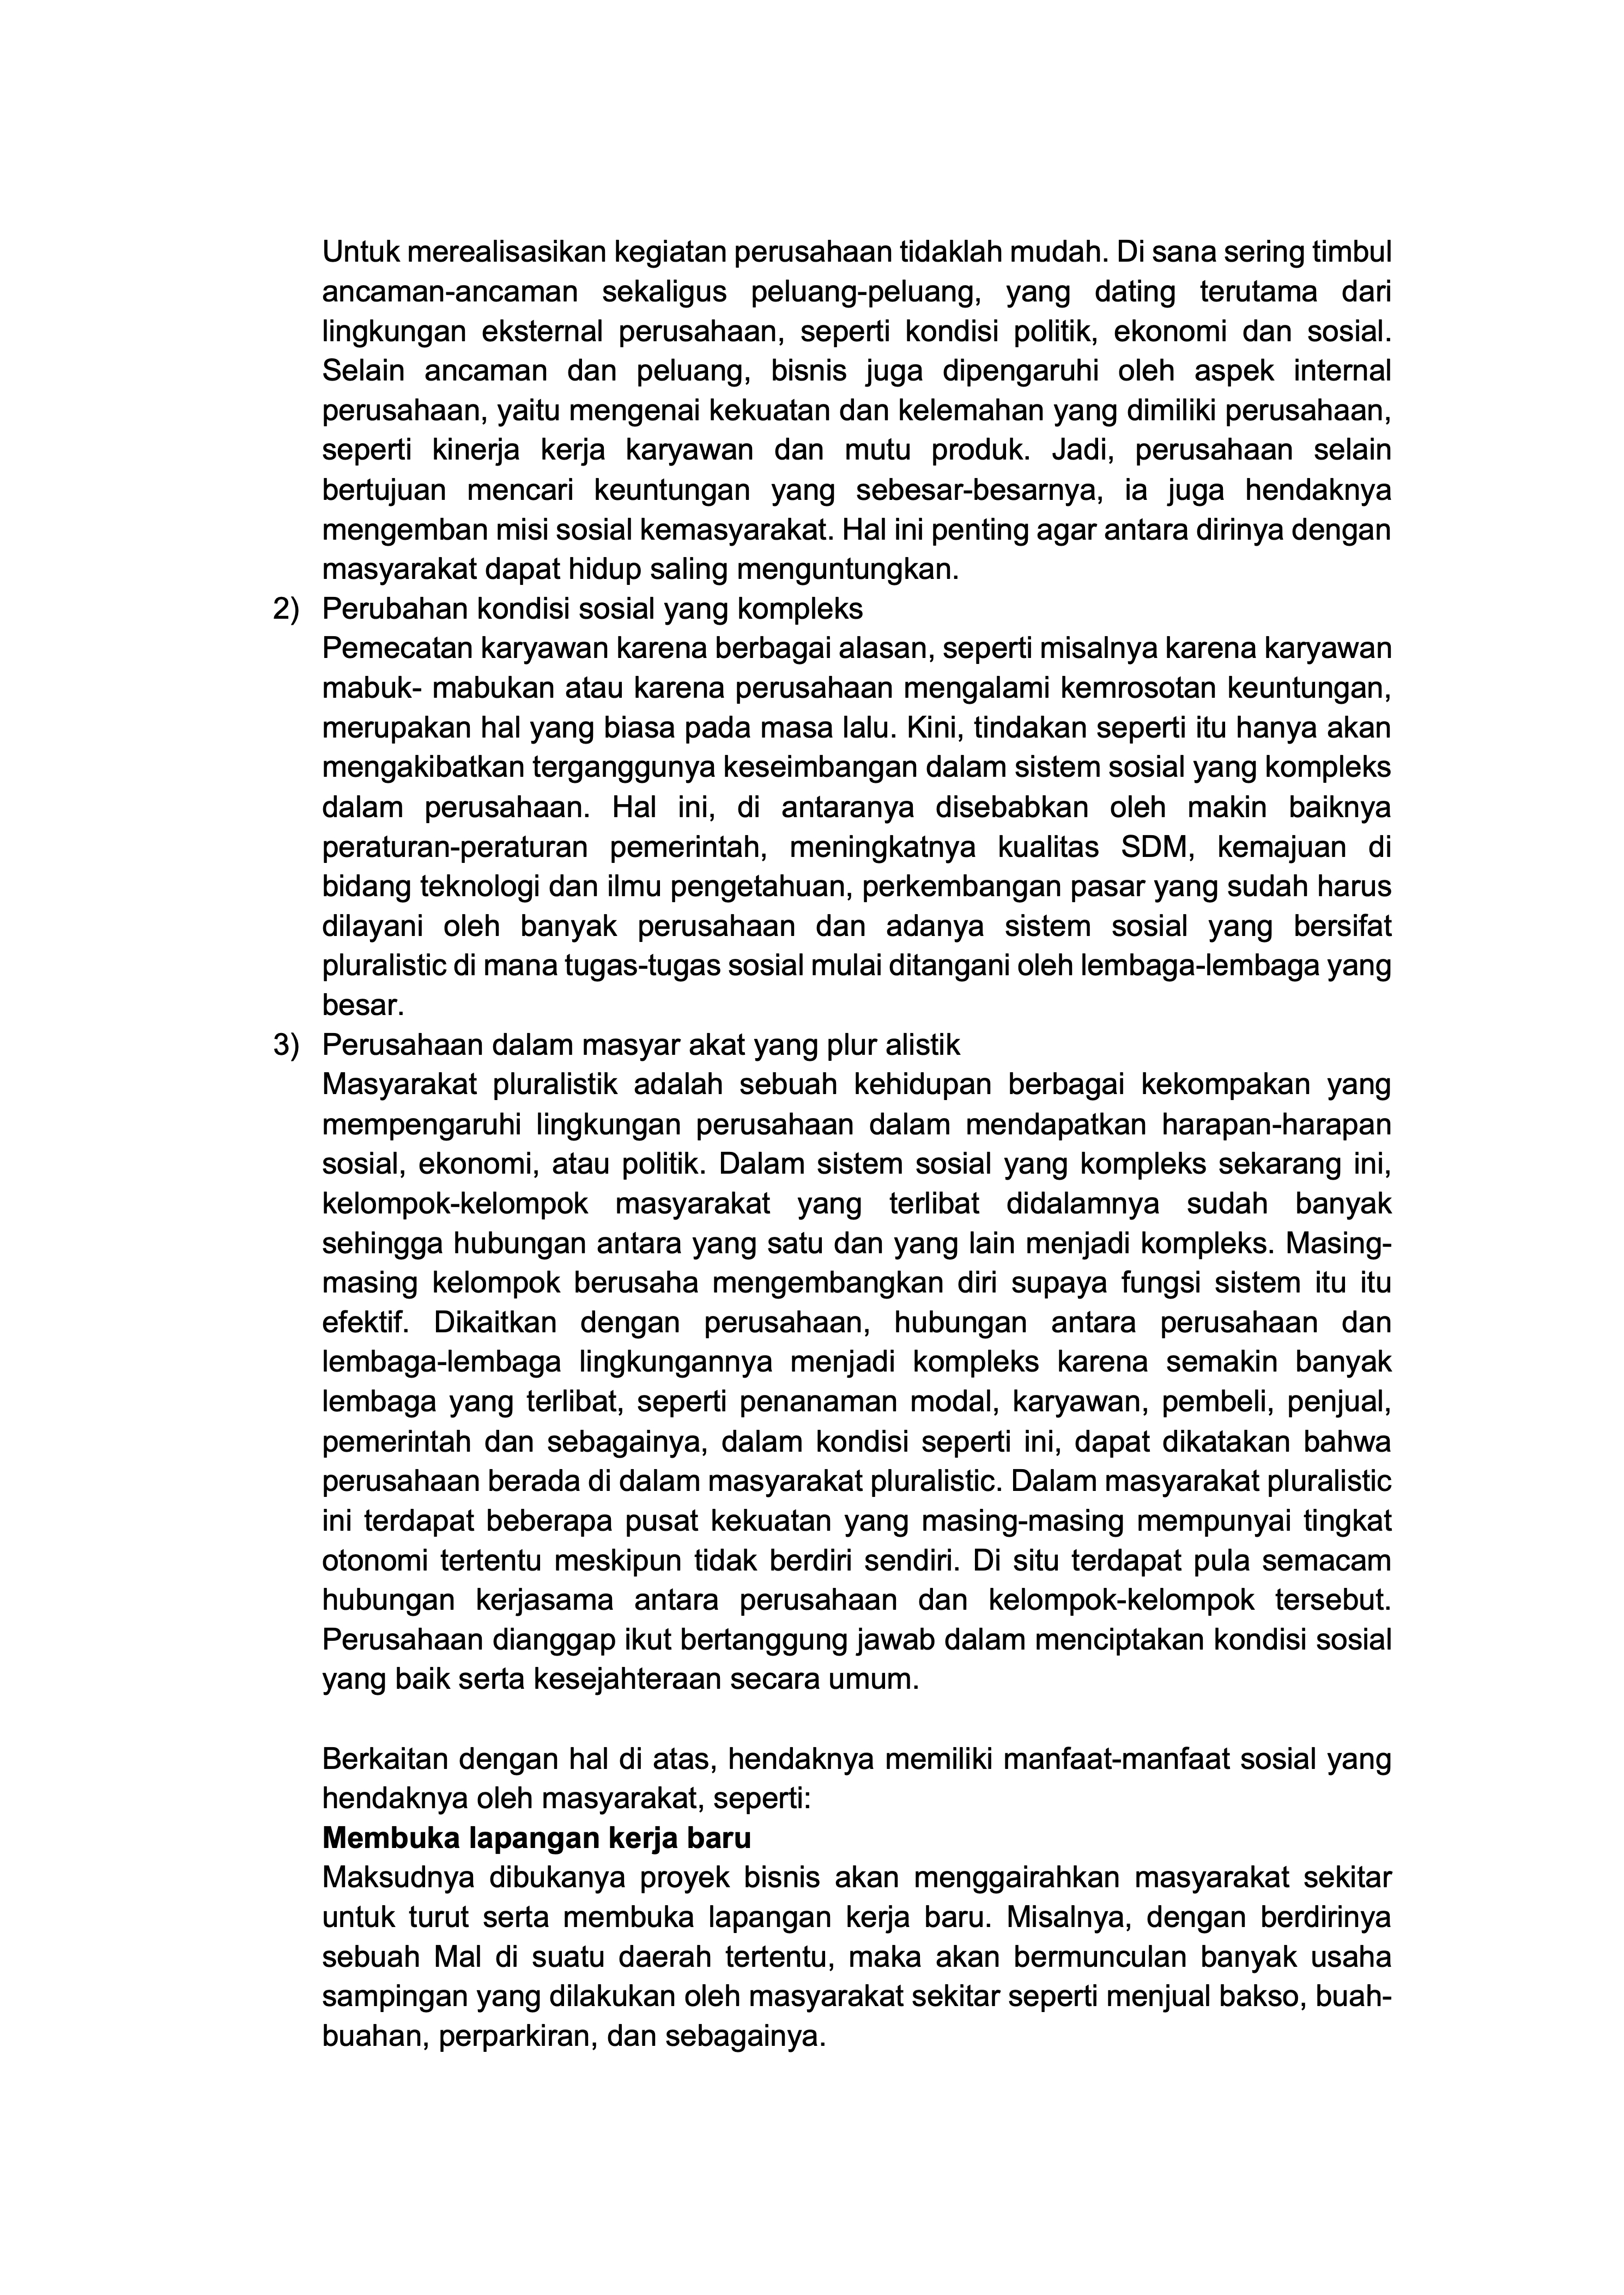 Untuk merealisasikan kegiatan perusahaan tidaklah mudah. Di sana sering timbul
ancaman-ancaman sekaligus peluang-peluang, yang dating terutama dari
lingkungan eksternal perusahaan, seperti kondisi politik, ekonomi dan sosial.
Selain ancaman dan peluang, bisnis juga dipengaruhi oleh aspek internal
perusahaan, yaitu mengenai kekuatan dan kelemahan yang dimiliki perusahaan,
seperti kinerja kerja karyawan dan mutu produk. Jadi, perusahaan selain
bertujuan mencari keuntungan yang sebesar-besarnya, ia juga hendaknya
mengemban misi sosial kemasyarakat. Hal ini penting agar antara dirinya dengan
masyarakat dapat hidup saling menguntungkan.
2) Perubahan kondisi sosial yang kompleks
Pemecatan karyawan karena berbagai alasan, seperti misalnya karena karyawan
mabuk- mabukan atau karena perusahaan mengalami kemrosotan keuntungan,
merupakan hal yang biasa pada masa lalu. Kini, tindakan seperti itu hanya akan
mengakibatkan terganggunya keseimbangan dalam sistem sosial yang kompleks
dalam perusahaan. Hal ini, di antaranya disebabkan oleh makin baiknya
peraturan-peraturan pemerintah, meningkatnya kualitas SDM, kemajuan di
bidang teknologi dan ilmu pengetahuan, perkembangan pasar yang sudah harus
dilayani oleh banyak perusahaan dan adanya sistem sosial yang bersifat
pluralistic di mana tugas-tugas sosial mulai ditangani oleh lembaga-lembaga yang
besar.
3) Perusahaan dalam masyar akat yang plur alistik
Masyarakat pluralistik adalah sebuah kehidupan berbagai kekompakan yang
mempengaruhi lingkungan perusahaan dalam mendapatkan harapan-harapan
sosial, ekonomi, atau politik. Dalam sistem sosial yang kompleks sekarang ini,
kelompok-kelompok masyarakat yang terlibat didalamnya sudah banyak
sehingga hubungan antara yang satu dan yang lain menjadi kompleks. Masing-
masing kelompok berusaha mengembangkan diri supaya fungsi sistem itu itu
efektif. Dikaitkan dengan perusahaan, hubungan antara perusahaan dan
lembaga-lembaga lingkungannya menjadi kompleks karena semakin banyak
lembaga yang terlibat, seperti penanaman modal, karyawan, pembeli, penjual,
pemerintah dan sebagainya, dalam kondisi seperti ini, dapat dikatakan bahwa
perusahaan berada di dalam masyarakat pluralistic. Dalam masyarakat pluralistic
ini terdapat beberapa pusat kekuatan yang masing-masing mempunyai tingkat
otonomi tertentu meskipun tidak berdiri sendiri. Di situ terdapat pula semacam
hubungan kerjasama antara perusahaan dan kelompok-kelompok tersebut.
Perusahaan dianggap ikut bertanggung jawab dalam menciptakan kondisi sosial
yang baik serta kesejahteraan secara umum.
Berkaitan dengan hal di atas, hendaknya memiliki manfaat-manfaat sosial yang
hendaknya oleh masyarakat, seperti:
Membuka lapangan kerja baru
Maksudnya dibukanya proyek bisnis akan menggairahkan masyarakat sekitar
untuk turut serta membuka lapangan kerja baru. Misalnya, dengan berdirinya
sebuah Mal di suatu daerah tertentu, maka akan bermunculan banyak usaha
sampingan yang dilakukan oleh masyarakat sekitar seperti menjual bakso, buah-
buahan, perparkiran, dan sebagainya.